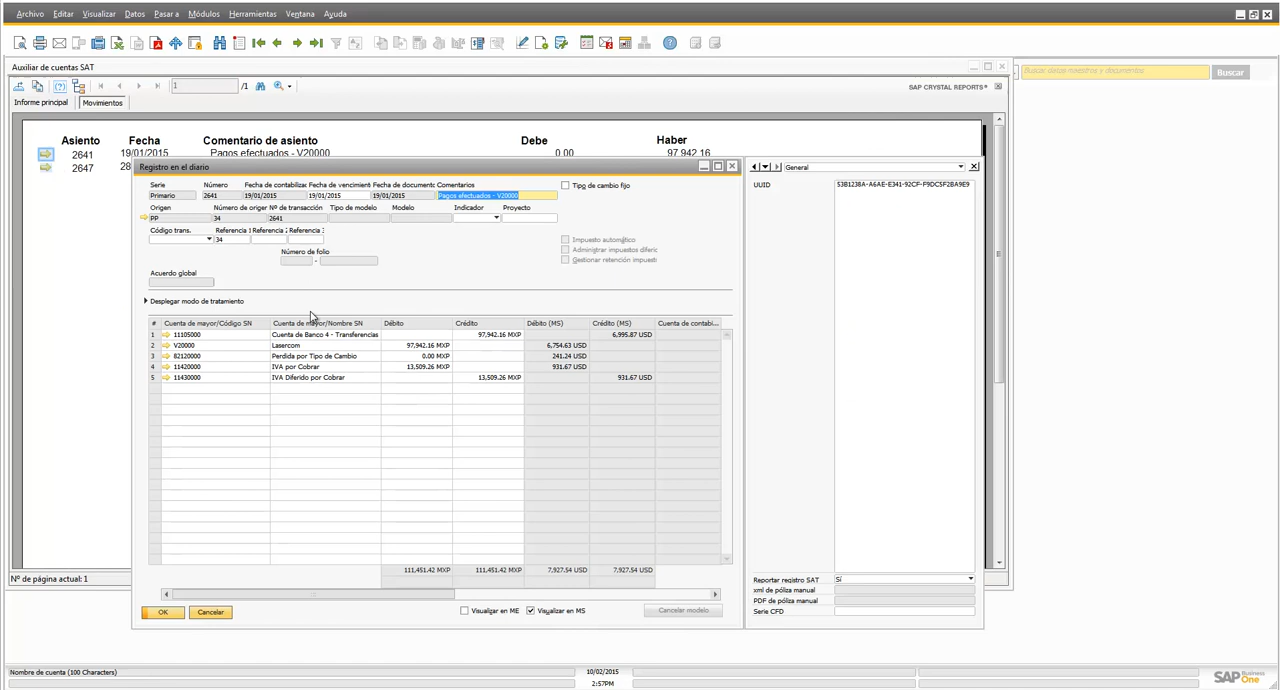 Archivo Editar Visualizar Datos Pasar a Módulos Herramientas Ventana Ayuda
Auxiliar de cuentas SAT
Buscar datos maestros y documentos Buscar
1 /1 SAP CRYSTAL REPORTS®
Informe principal Movimientos
Asiento Fecha Comentario de asiento Debe Haber
2641 19/01/2015 Pagos efectuados - V20000 0.00 97,942.16
2647 28
Registro en el diario
General
Serie Número Fecha de contabilizac Fecha de vencimient Fecha de documento Comentarios Tipo de cambio fijo
Primario 2641 19/01/2015 19/01/2015 19/01/2015 Pagos efectuados - V20000
UUID 53B1238A-A6AE-E341-92CF-F9DC5F2BA9E9
Origen Número de origen Nº de transacción Tipo de modelo Modelo Indicador Proyecto
PP 34 2641
Código trans. Referencia 1 Referencia 2 Referencia 3
34
Impuesto automático
Administrar impuestos diferic
Gestionar retención impuest
Número de folio
-
Acuerdo global
Desplegar modo de tratamiento
# Cuenta de mayor/Código SN Cuenta de mayor/Nombre SN Débito Crédito Débito (MS) Crédito (MS) Cuenta de contabi...
1 11105000 Cuenta de Banco 4 - Transferencias 97,942.16 MXP 6,995.87 USD
2 V20000 Lasercom 97,942.16 MXP 6,754.63 USD
3 82120000 Perdida por Tipo de Cambio 0.00 MXP 241.24 USD
4 11420000 IVA por Cobrar 13,509.26 MXP 931.67 USD
5 11430000 IVA Diferido por Cobrar 13,509.26 MXP 931.67 USD
111,451.42 MXP 111,451.42 MXP 7,927.54 USD 7,927.54 USD
Nº de página actual: 1
Reportar registro SAT Sí
xml de póliza manual
PDF de póliza manual
Serie CFD
OK Cancelar Visualizar en ME Visualizar en MS Cancelar modelo
Nombre de cuenta (100 Characters) 10/02/2015
2:57PM
SAP Business One